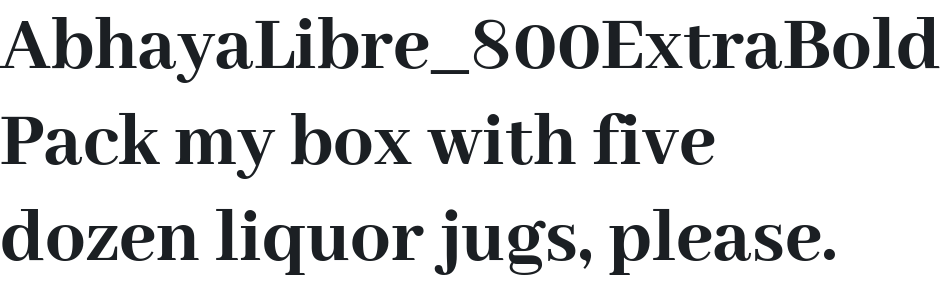 AbhayaLibre_800ExtraBold
Pack my box with five
dozen liquor jugs, please.